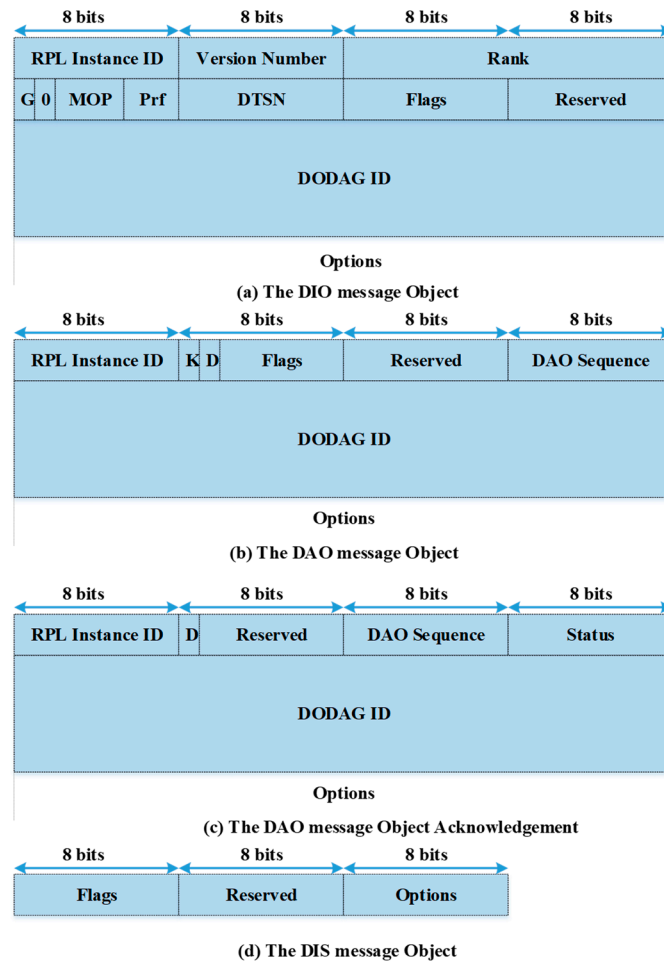 8 bits 8 bits 8 bits 8 bits
RPL Instance ID Version Number Rank
G 0 MOP Prf DTSN Flags Reserved
DODAG ID
Options
(a) The DIO message Object
8 bits 8 bits 8 bits 8 bits
RPL Instance ID K D Flags Reserved DAO Sequence
DODAG ID
Options
(b) The DAO message Object
8 bits 8 bits 8 bits 8 bits
RPL Instance ID D Reserved DAO Sequence Status
DODAG ID
Options
(c) The DAO message Object Acknowledgement
8 bits 8 bits 8 bits
Flags Reserved Options
(d) The DIS message Object